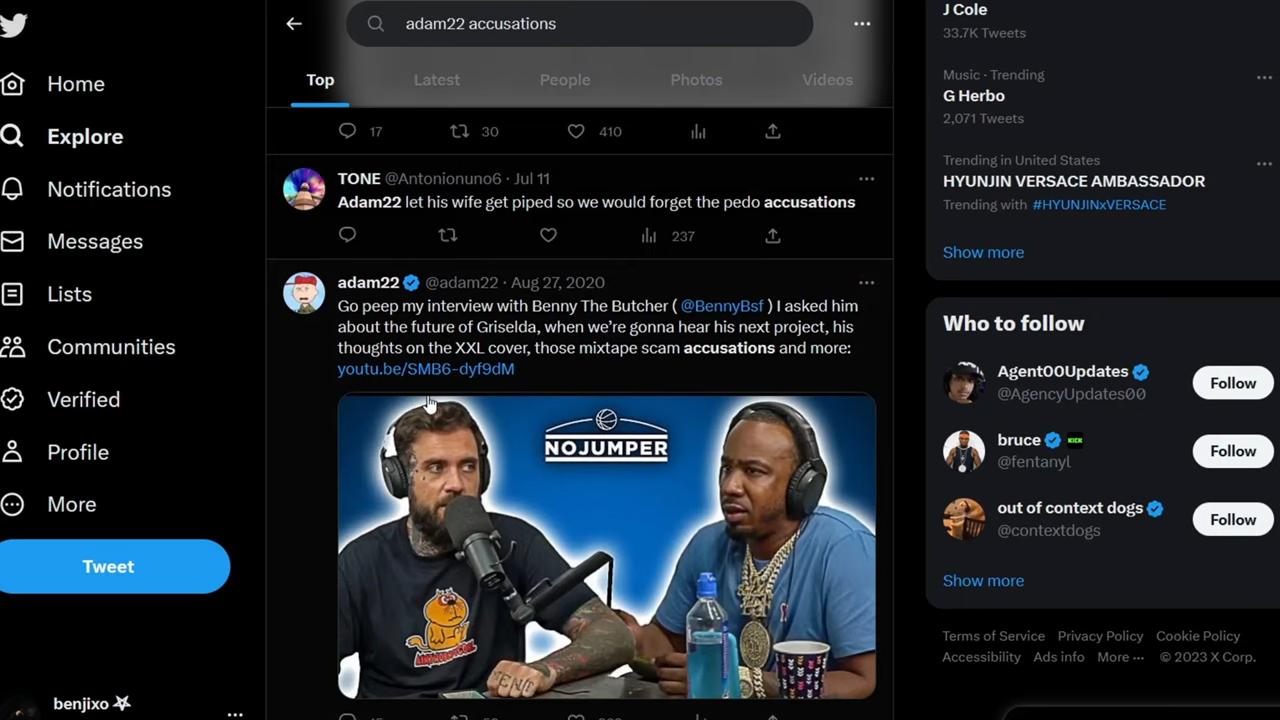 Home
Explore
Notifications
Messages
Lists
Communities
Verified
Profile
More
Tweet
benjixo
adam22 accusations
Top
Latest
People
Photos
Videos
17
30
410
TONE @Antonionuno6 · Jul 11
Adam22 let his wife get piped so we would forget the pedo accusations
237
adam22 @adam22 · Aug 27, 2020
Go peep my interview with Benny The Butcher ( @BennyBsf ) I asked him
about the future of Griselda, when we’re gonna hear his next project, his
thoughts on the XXL cover, those mixtape scam accusations and more:
youtu.be/SMB6-dyf9dM
NOJUMPER
J Cole
33.7K Tweets
Music · Trending
G Herbo
2,071 Tweets
Trending in United States
HYUNJIN VERSACE AMBASSADOR
Trending with #HYUNJINxVERSACE
Show more
Who to follow
Agent00Updates
@AgencyUpdates00
Follow
bruce KICK
@fentanyl
Follow
out of context dogs
@contextdogs
Follow
Show more
Terms of Service Privacy Policy Cookie Policy
Accessibility Ads info More ··· © 2023 X Corp.